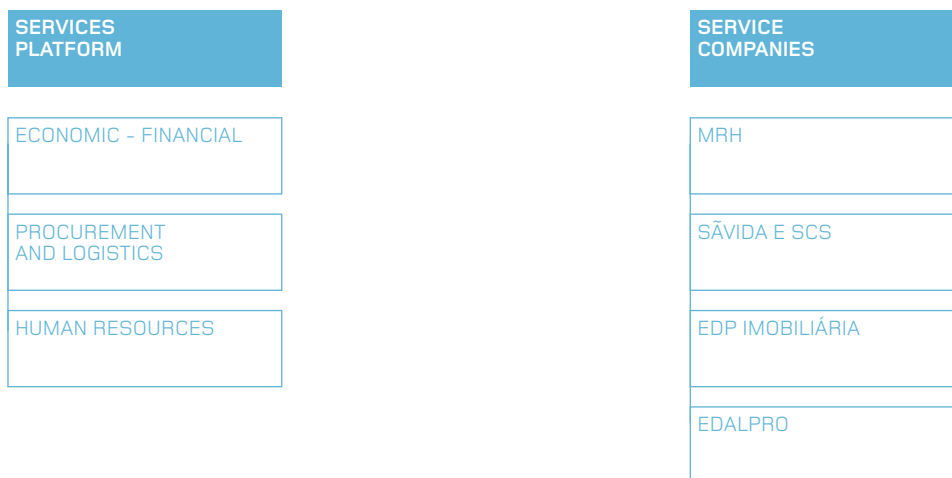 SERVICES
PLATFORM
ECONOMIC - FINANCIAL
PROCUREMENT
AND LOGISTICS
HUMAN RESOURCES
SERVICE
COMPANIES
MRH
SÃVIDA E SCS
EDP IMOBILIÁRIA
EDALPRO